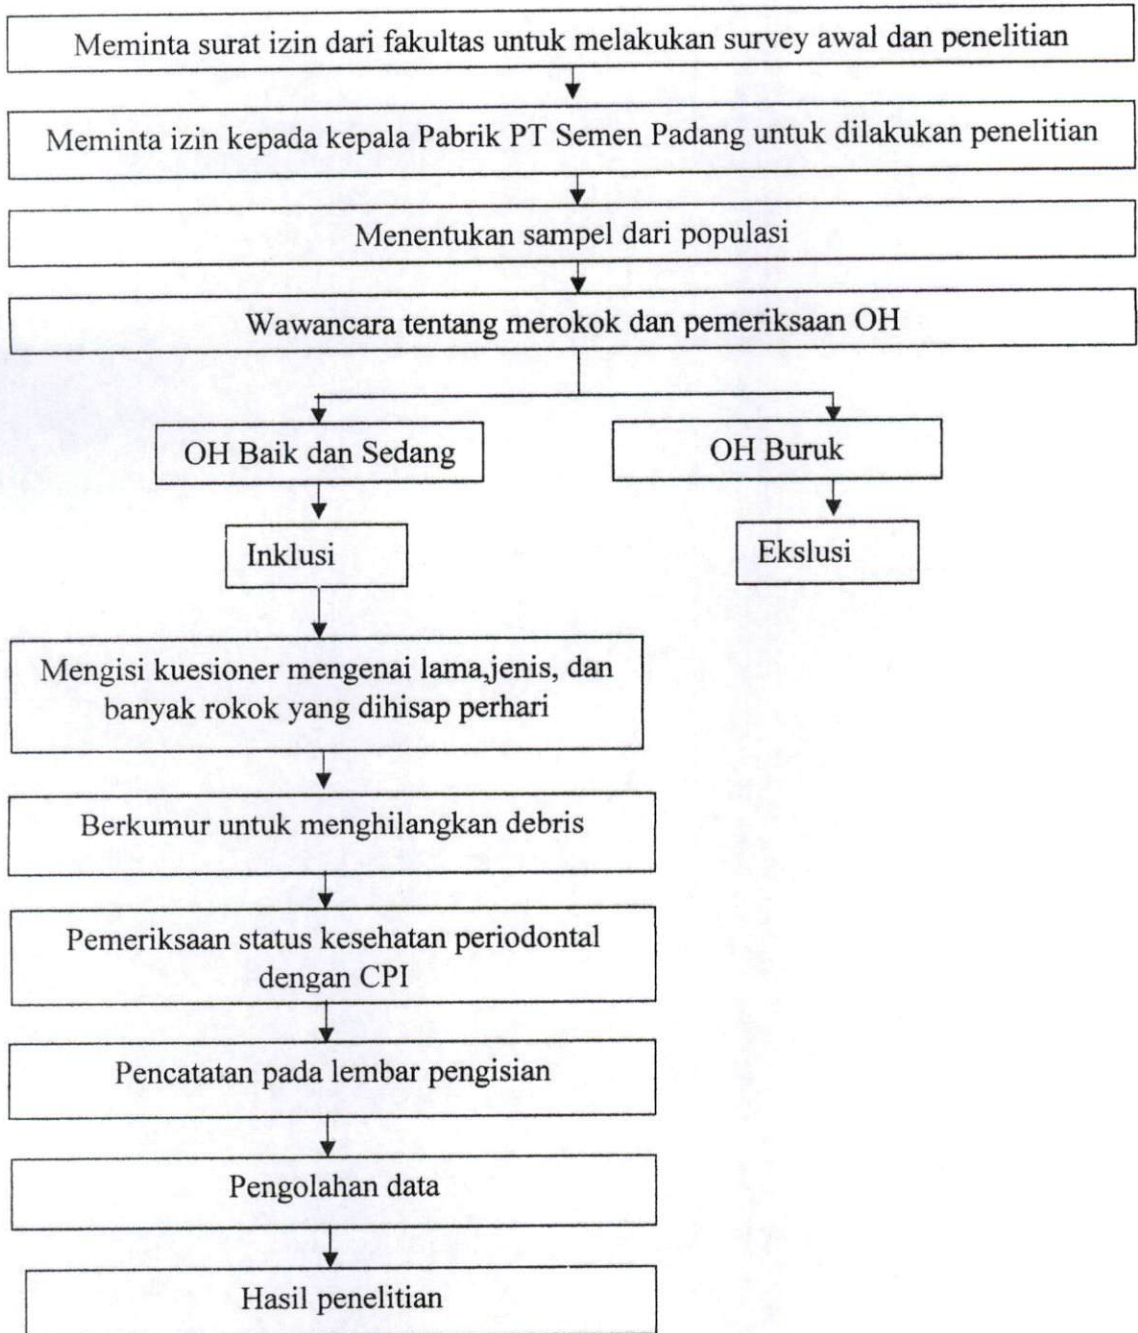 Meminta surat izin dari fakultas untuk melakukan survey awal dan penelitian
Meminta izin kepada kepala Pabrik PT Semen Padang untuk dilakukan penelitian
Menentukan sampel dari populasi
Wawancara tentang merokok dan pemeriksaan OH
OH Baik dan Sedang
OH Buruk
Inklusi
Ekslusi
Mengisi kuesioner mengenai lama,jenis, dan
banyak rokok yang dihisap perhari
Berkumur untuk menghilangkan debris
Pemeriksaan status kesehatan periodontal
dengan CPI
Pencatatan pada lembar pengisian
Pengolahan data
Hasil penelitian